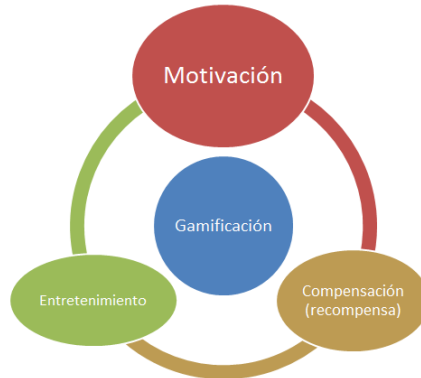 Motivación
Gamificación
Entretenimiento
Compensación
(recompensa)